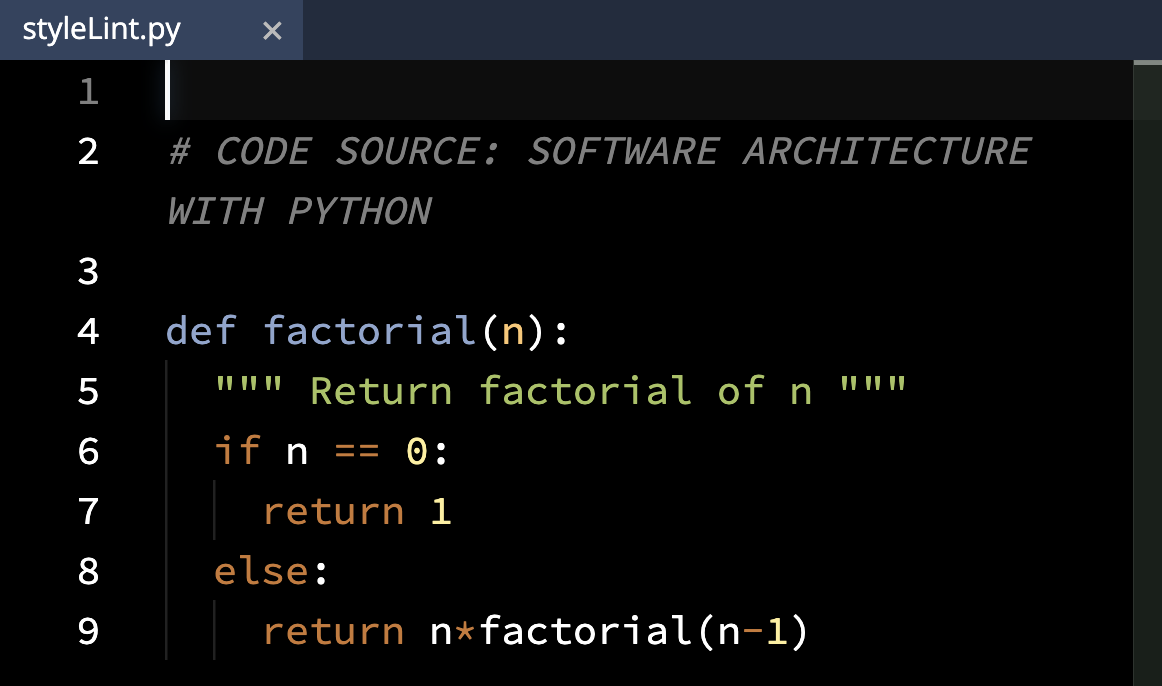 styleLint.py ×
1
2 # CODE SOURCE: SOFTWARE ARCHITECTURE
WITH PYTHON
3
4 def factorial(n):
5   """ Return factorial of n """
6   if n == 0:
7     return 1
8   else:
9     return n*factorial(n-1)